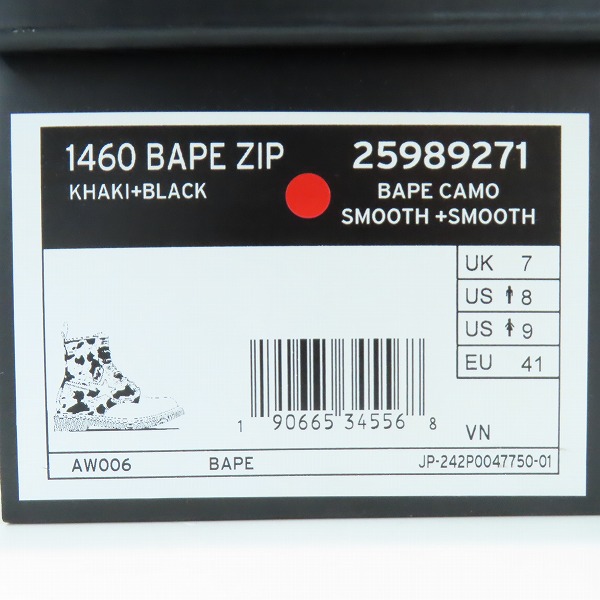 1460 BAPE ZIP 25989271
KHAKI+BLACK BAPE CAMO
SMOOTH +SMOOTH
UK 7
US 8
US 9
EU 41
1 90665 34556 8
VN
AW006 BAPE JP-242P0047750-01